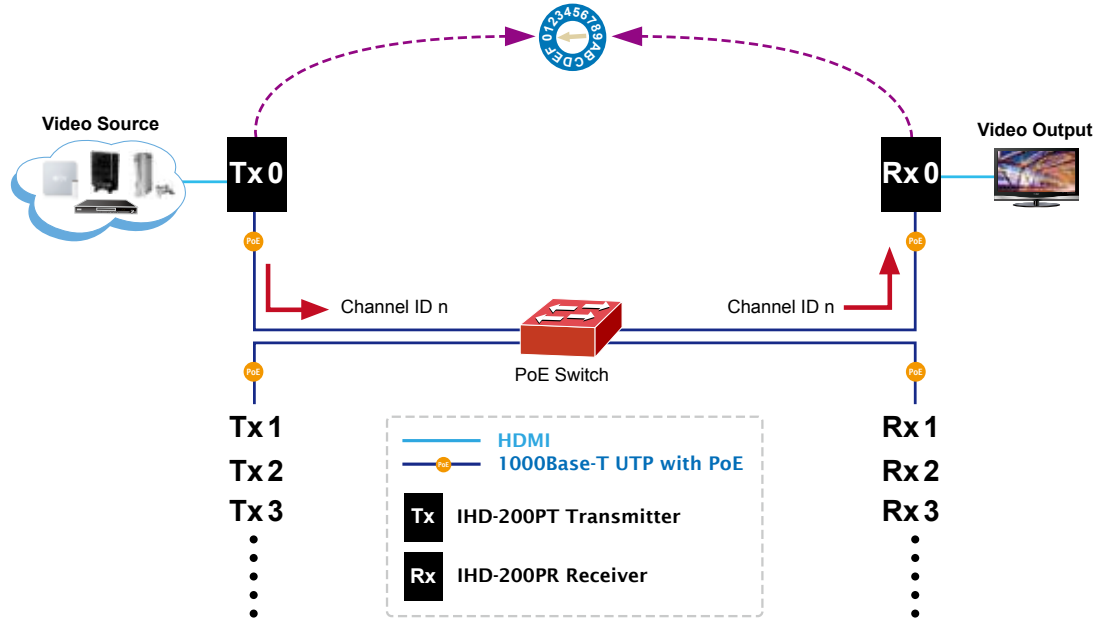 0123456789ABCDEF
Video Source
Video Output
Tx 0
Rx 0
PoE
PoE
Channel ID n
Channel ID n
PoE
PoE
PoE Switch
Tx 1
Rx 1
HDMI
PoE
1000Base-T UTP with PoE
Tx 2
Rx 2
Tx 3
Rx 3
Tx
IHD-200PT Transmitter
Rx
IHD-200PR Receiver